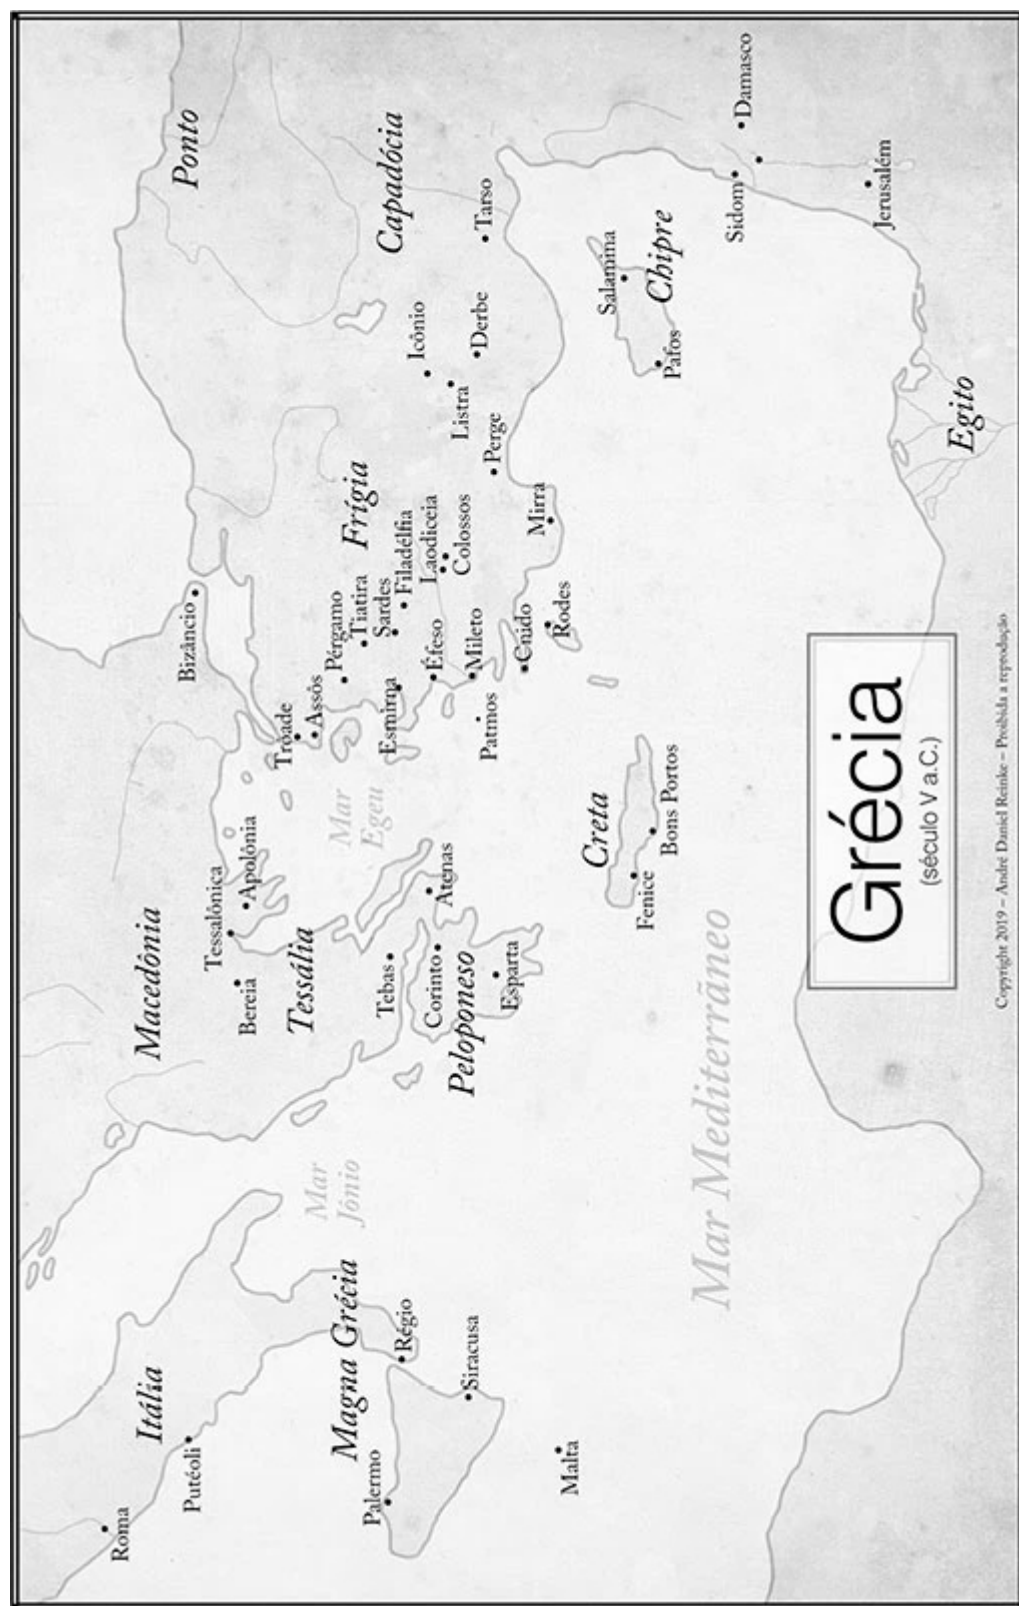 Roma
Putéoli
Itália
Macedônia
Bizâncio
Ponto
Tessalônica
Apolônia
Bereia
Tessália
Tróade
Assôs
Pérgamo
Tiatira
Frígia
Sardes
Filadélfia
Laodiceia
Colossos
Capadócia
Icônio
Listra
Derbe
Tarso
Perge
Mirra
Mar
Egeu
Esmirna
Éfeso
Mileto
Patmos
Cnido
Rodes
Mar
Jônio
Magna Grécia
Palermo
Régio
Siracusa
Malta
Tebas
Atenas
Corinto
Peloponeso
Esparta
Creta
Fenice
Bons Portos
Salamina
Chipre
Pafos
Sidom
Damasco
Jerusalém
Egito
Mar Mediterrãneo
Grécia
(século V a.C.)
Copyright 2019 – André Daniel Reinke – Proibida a reprodução